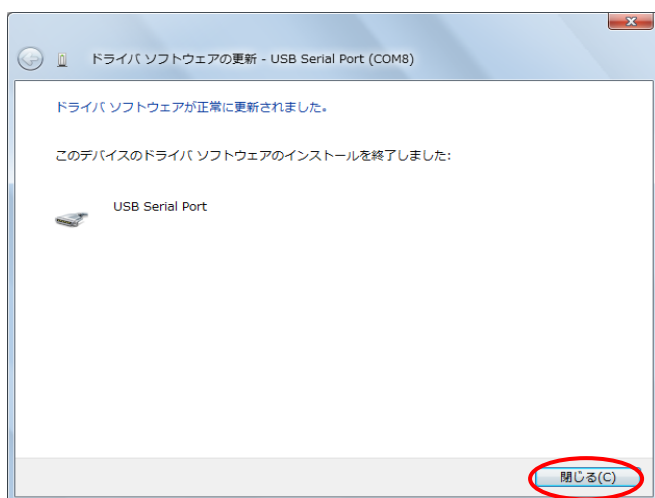 ドライバ ソフトウェアの更新 - USB Serial Port (COM8)
ドライバ ソフトウェアが正常に更新されました。
このデバイスのドライバ ソフトウェアのインストールを終了しました:
USB Serial Port
閉じる(C)